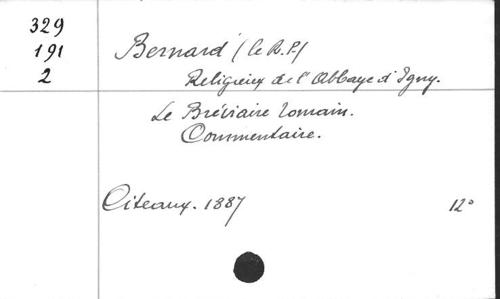 329
191
2
Bernard (le R.P.)
Religieux de l'Abbaye d'Igny.
Le Bréviaire romain.
Commentaire.
Citeaux. 1887
12°